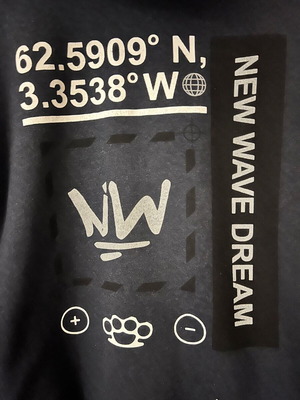 62.5909° N,
3.3538° W
NEW WAVE DREAM
NW
+
-